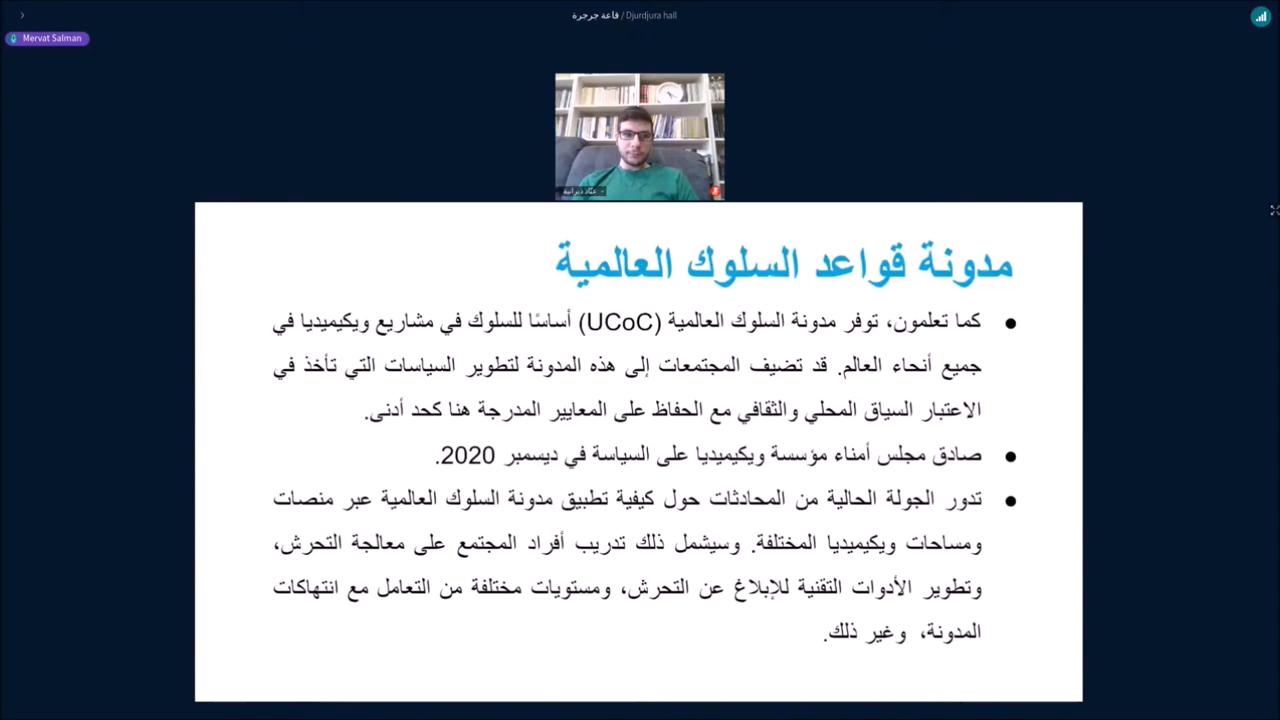 قاعة جرجرة / Djurdjura hall
Mervat Salman
عبّاد ديرانية
مدونة قواعد السلوك العالمية
● كما تعلمون، توفر مدونة السلوك العالمية (UCoC) أساسًا للسلوك في مشاريع ويكيميديا في
جميع أنحاء العالم. قد تضيف المجتمعات إلى هذه المدونة لتطوير السياسات التي تأخذ في
الاعتبار السياق المحلي والثقافي مع الحفاظ على المعايير المدرجة هنا كحد أدنى.
● صادق مجلس أمناء مؤسسة ويكيميديا على السياسة في ديسمبر 2020.
● تدور الجولة الحالية من المحادثات حول كيفية تطبيق مدونة السلوك العالمية عبر منصات
ومساحات ويكيميديا المختلفة. وسيشمل ذلك تدريب أفراد المجتمع على معالجة التحرش،
وتطوير الأدوات التقنية للإبلاغ عن التحرش، ومستويات مختلفة من التعامل مع انتهاكات
المدونة، وغير ذلك.